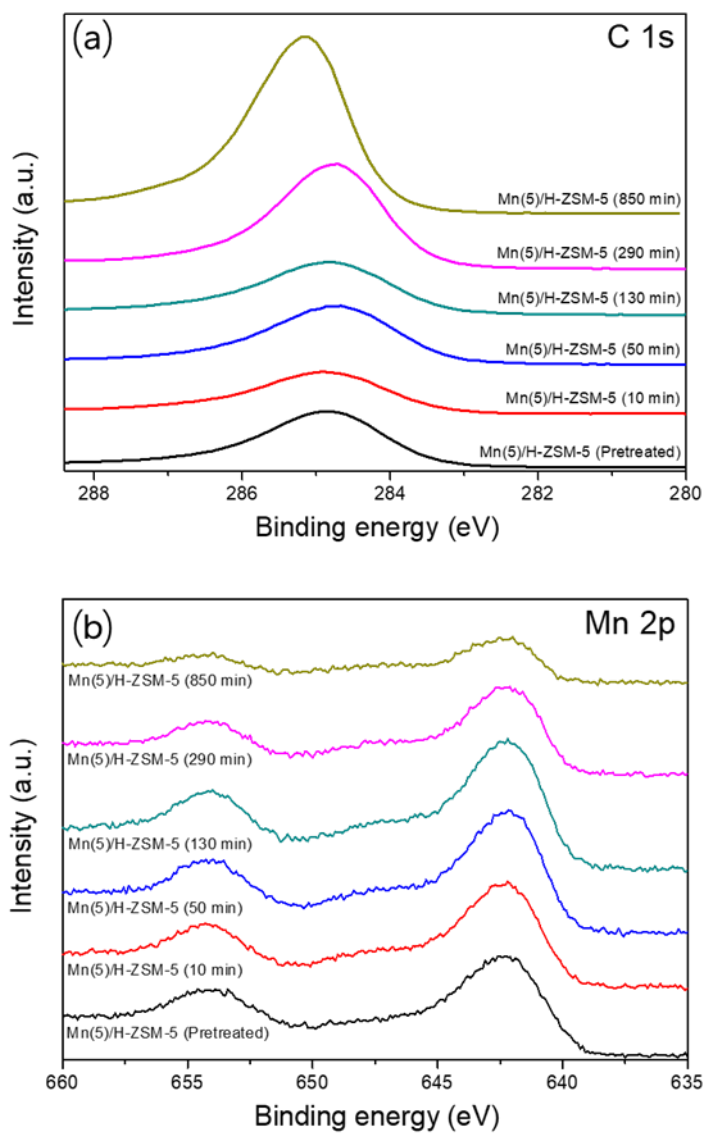 (a)
C 1s
Intensity (a.u.)
Mn(5)/H-ZSM-5 (850 min)
Mn(5)/H-ZSM-5 (290 min)
Mn(5)/H-ZSM-5 (130 min)
Mn(5)/H-ZSM-5 (50 min)
Mn(5)/H-ZSM-5 (10 min)
Mn(5)/H-ZSM-5 (Pretreated)
288 286 284 282 280
Binding energy (eV)
(b)
Mn 2p
Intensity (a.u.)
Mn(5)/H-ZSM-5 (850 min)
Mn(5)/H-ZSM-5 (290 min)
Mn(5)/H-ZSM-5 (130 min)
Mn(5)/H-ZSM-5 (50 min)
Mn(5)/H-ZSM-5 (10 min)
Mn(5)/H-ZSM-5 (Pretreated)
660 655 650 645 640 635
Binding energy (eV)